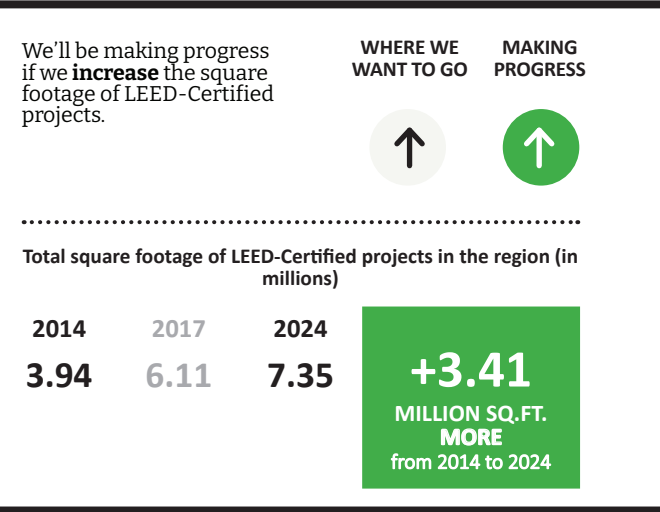 We’ll be making progress
if we increase the square
footage of LEED-Certified
projects.
WHERE WE
WANT TO GO
MAKING
PROGRESS
Total square footage of LEED-Certified projects in the region (in
millions)
2014 2017 2024
3.94 6.11 7.35
+3.41
MILLION SQ.FT.
MORE
from 2014 to 2024